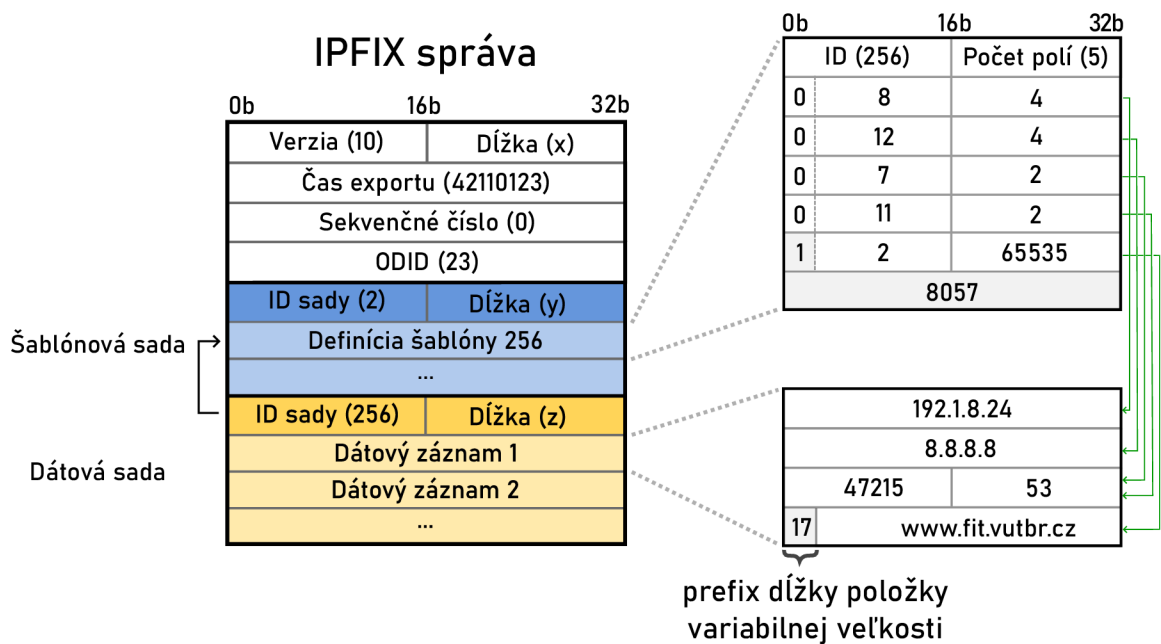 IPFIX správa
0b 16b 32b
Verzia (10) Dĺžka (x)
Čas exportu (42110123)
Sekvenčné číslo (0)
ODID (23)
ID sady (2) Dĺžka (y)
Definícia šablóny 256
...
ID sady (256) Dĺžka (z)
Dátový záznam 1
Dátový záznam 2
...
Šablónová sada
Dátová sada
0b 16b 32b
ID (256) Počet polí (5)
0 8 4
0 12 4
0 7 2
0 11 2
1 2 65535
8057
192.1.8.24
8.8.8.8
47215 53
17 www.fit.vutbr.cz
prefix dĺžky položky
variabilnej veľkosti